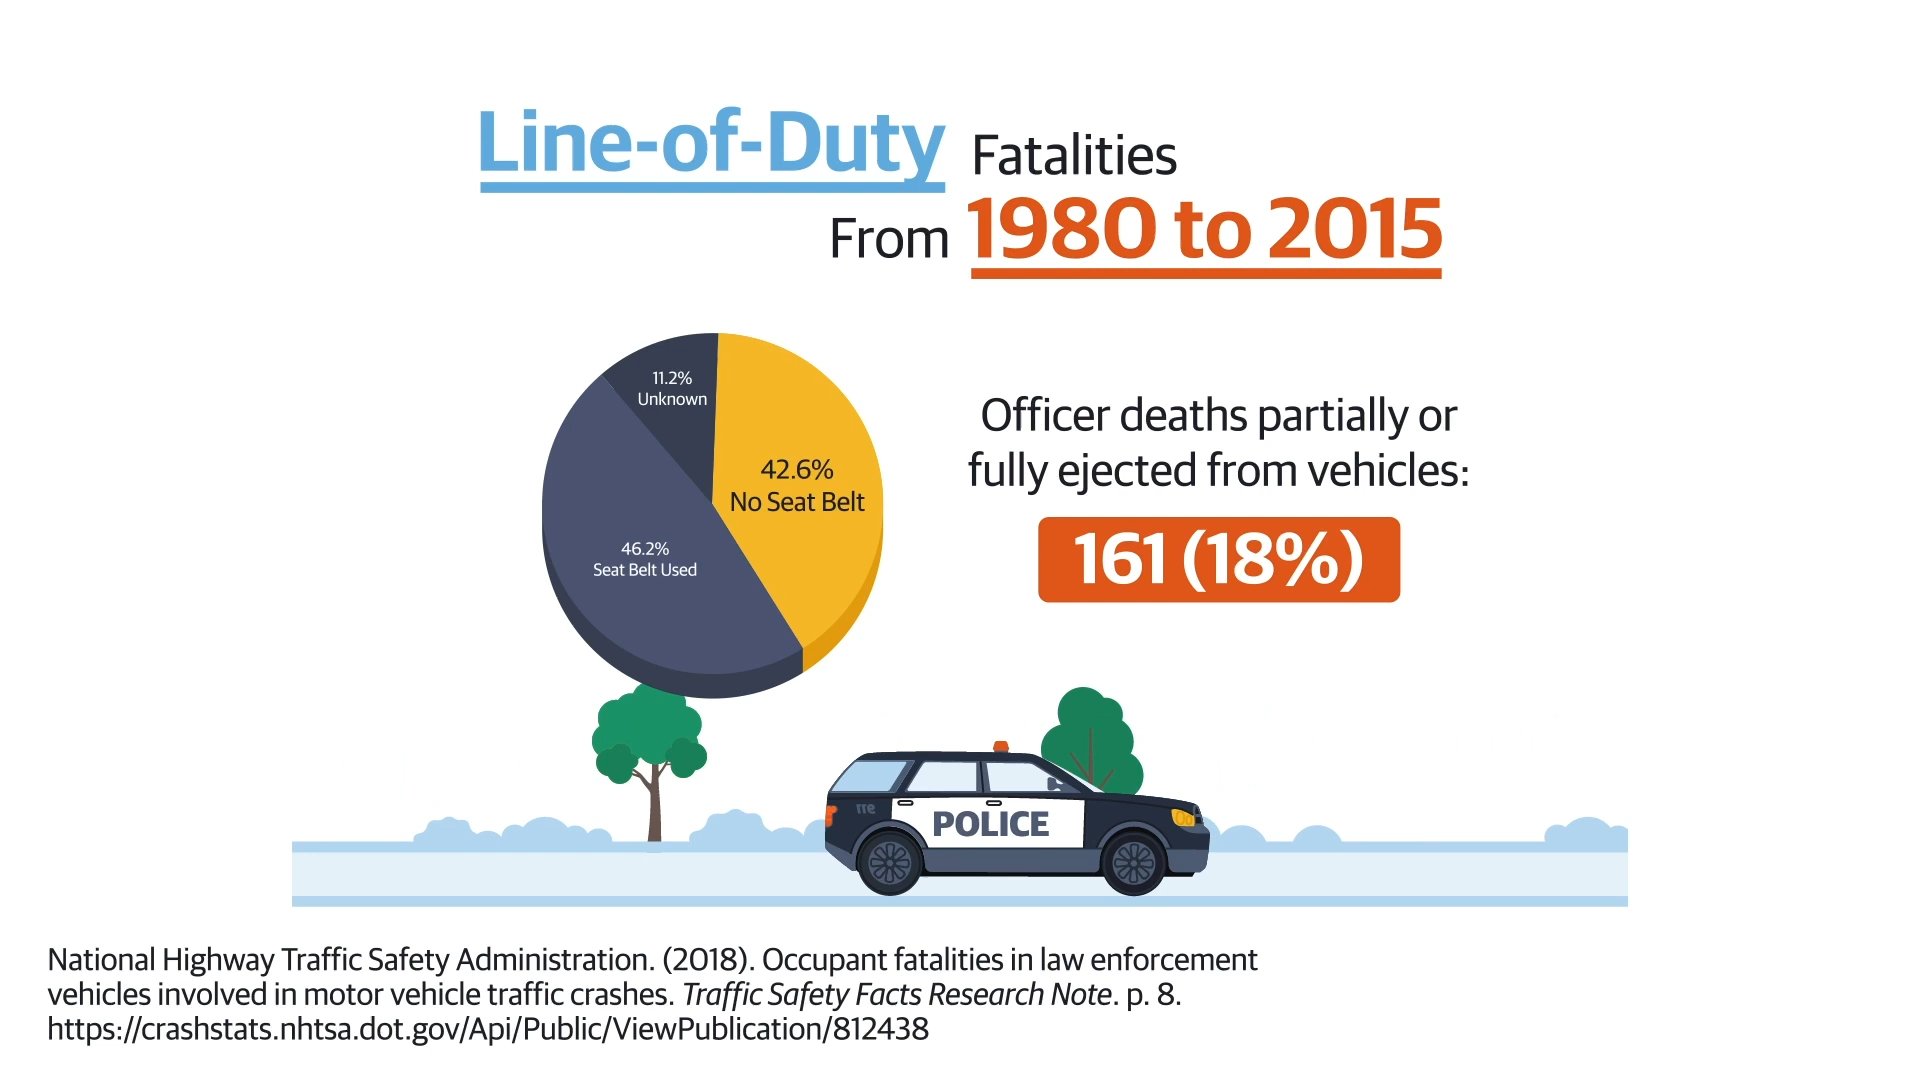 Line-of-Duty Fatalities
From 1980 to 2015
11.2%
Unknown
42.6%
No Seat Belt
46.2%
Seat Belt Used
Officer deaths partially or
fully ejected from vehicles:
161 (18%)
POLICE
National Highway Traffic Safety Administration. (2018). Occupant fatalities in law enforcement
vehicles involved in motor vehicle traffic crashes. Traffic Safety Facts Research Note. p. 8.
https://crashstats.nhtsa.dot.gov/Api/Public/ViewPublication/812438